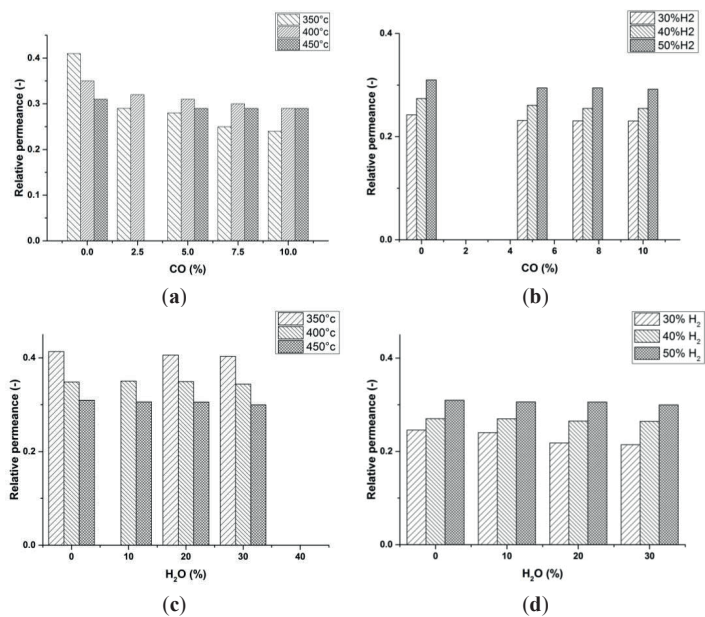 350°c
400°c
450°c
Relative permeance (-)
0.4
0.3
0.2
0.1
0.0
0.0 2.5 5.0 7.5 10.0
CO (%)
(a)
30%H2
40%H2
50%H2
Relative permeance (-)
0.4
0.2
0.0
0 2 4 6 8 10
CO (%)
(b)
350°c
400°c
450°c
Relative permeance (-)
0.4
0.2
0.0
0 10 20 30 40
H₂O (%)
(c)
30% H₂
40% H₂
50% H₂
Relative permeance (-)
0.4
0.2
0.0
0 10 20 30
H₂O (%)
(d)